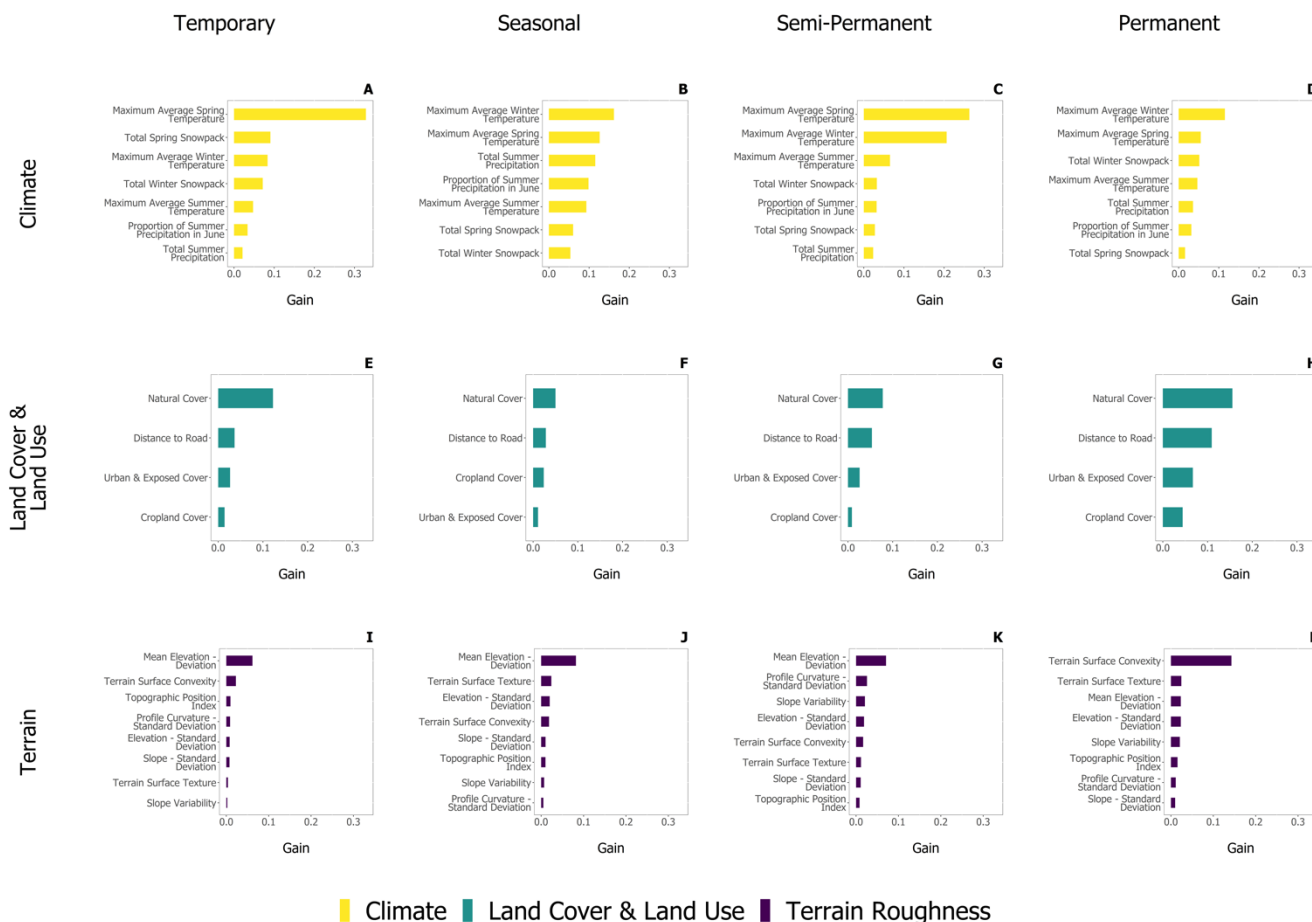 Temporary
Seasonal
Semi-Permanent
Permanent
Climate
A
Maximum Average Spring
Temperature
Total Spring Snowpack
Maximum Average Winter
Temperature
Total Winter Snowpack
Maximum Average Summer
Temperature
Proportion of Summer
Precipitation in June
Total Summer
Precipitation
0.0 0.1 0.2 0.3
Gain
B
Maximum Average Winter
Temperature
Maximum Average Spring
Temperature
Total Summer
Precipitation
Proportion of Summer
Precipitation in June
Maximum Average Summer
Temperature
Total Spring Snowpack
Total Winter Snowpack
0.0 0.1 0.2 0.3
Gain
C
Maximum Average Spring
Temperature
Maximum Average Winter
Temperature
Maximum Average Summer
Temperature
Total Winter Snowpack
Proportion of Summer
Precipitation in June
Total Spring Snowpack
Total Summer
Precipitation
0.0 0.1 0.2 0.3
Gain
D
Maximum Average Winter
Temperature
Maximum Average Spring
Temperature
Total Winter Snowpack
Maximum Average Summer
Temperature
Total Summer
Precipitation
Proportion of Summer
Precipitation in June
Total Spring Snowpack
0.0 0.1 0.2 0.3
Gain
Land Cover &
Land Use
E
Natural Cover
Distance to Road
Urban & Exposed Cover
Cropland Cover
0.0 0.1 0.2 0.3
Gain
F
Natural Cover
Distance to Road
Cropland Cover
Urban & Exposed Cover
0.0 0.1 0.2 0.3
Gain
G
Natural Cover
Distance to Road
Urban & Exposed Cover
Cropland Cover
0.0 0.1 0.2 0.3
Gain
H
Natural Cover
Distance to Road
Urban & Exposed Cover
Cropland Cover
0.0 0.1 0.2 0.3
Gain
Terrain
I
Mean Elevation -
Deviation
Terrain Surface Convexity
Topographic Position
Index
Profile Curvature -
Standard Deviation
Elevation - Standard
Deviation
Slope - Standard
Deviation
Terrain Surface Texture
Slope Variability
0.0 0.1 0.2 0.3
Gain
J
Mean Elevation -
Deviation
Terrain Surface Texture
Elevation - Standard
Deviation
Terrain Surface Convexity
Slope - Standard
Deviation
Topographic Position
Index
Slope Variability
Profile Curvature -
Standard Deviation
0.0 0.1 0.2 0.3
Gain
K
Mean Elevation -
Deviation
Profile Curvature -
Standard Deviation
Slope Variability
Elevation - Standard
Deviation
Terrain Surface Convexity
Terrain Surface Texture
Slope - Standard
Deviation
Topographic Position
Index
0.0 0.1 0.2 0.3
Gain
Terrain Surface Convexity
Terrain Surface Texture
Mean Elevation -
Deviation
Elevation - Standard
Deviation
Slope Variability
Topographic Position
Index
Profile Curvature -
Standard Deviation
Slope - Standard
Deviation
0.0 0.1 0.2 0.3
Gain
Climate Land Cover & Land Use Terrain Roughness